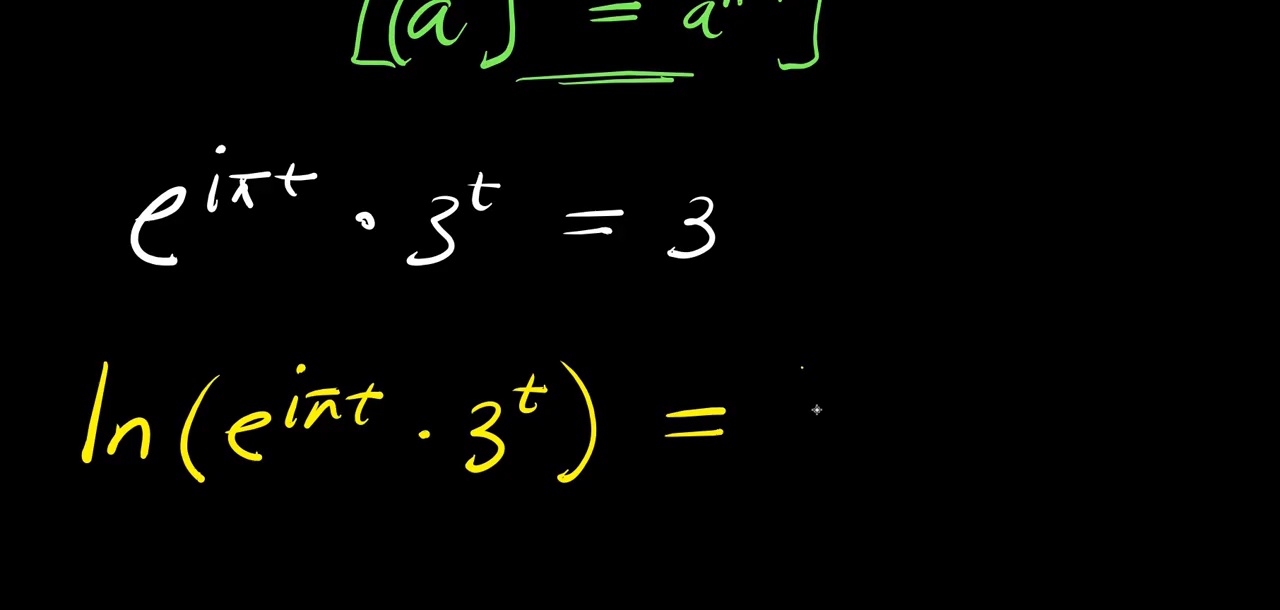 [(a) = a
e^{iπt} · 3^t = 3
ln(e^{iπt} · 3^t) =